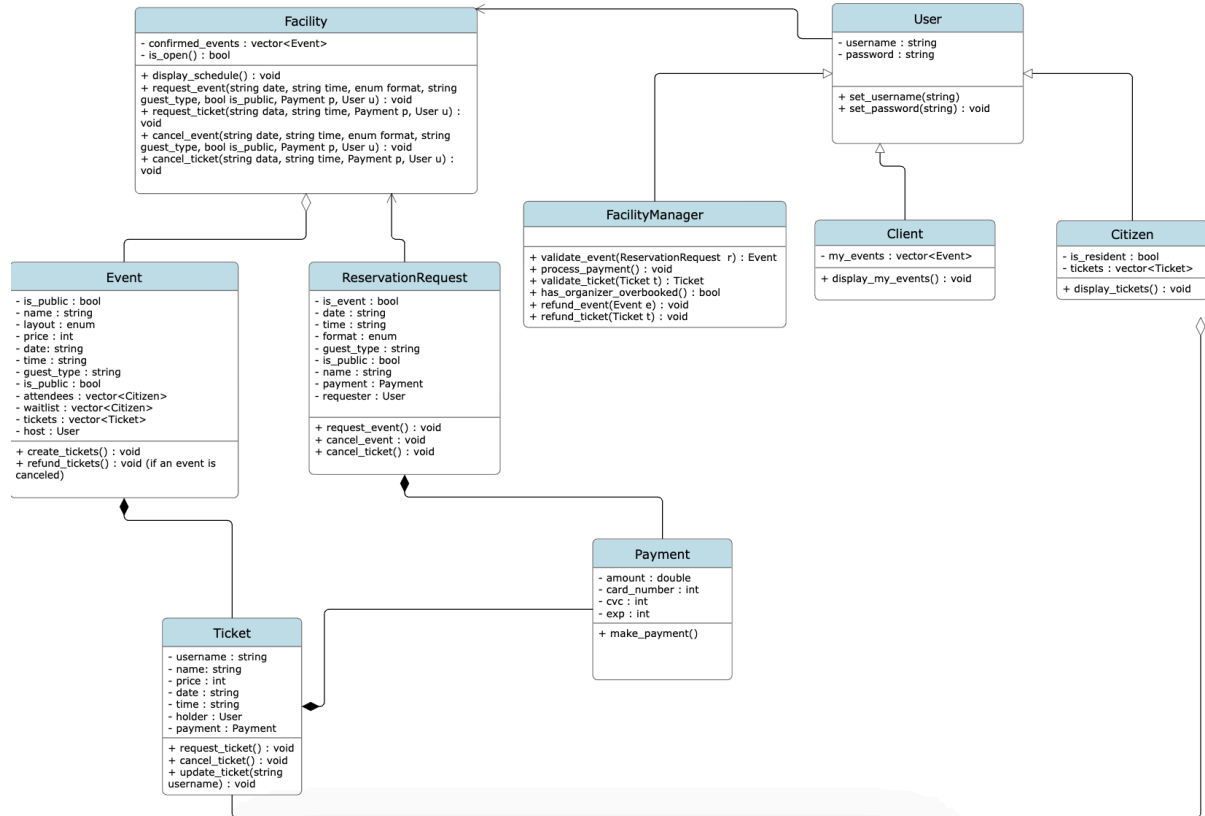 Facility
- confirmed_events : vector<Event>
- is_open() : bool
+ display_schedule() : void
+ request_event(string date, string time, enum format, string
guest_type, bool is_public, Payment p, User u) : void
+ request_ticket(string data, string time, Payment p, User u) :
void
+ cancel_event(string date, string time, enum format, string
guest_type, bool is_public, Payment p, User u) : void
+ cancel_ticket(string data, string time, Payment p, User u) :
void
User
- username : string
- password : string
+ set_username(string)
+ set_password(string) : void
FacilityManager
+ validate_event(ReservationRequest r) : Event
+ process_payment() : void
+ validate_ticket(Ticket t) : Ticket
+ has_organizer_overbooked() : bool
+ refund_event(Event e) : void
+ refund_ticket(Ticket t) : void
Client
- my_events : vector<Event>
+ display_my_events() : void
Citizen
- is_resident : bool
- tickets : vector<Ticket>
+ display_tickets() : void
Event
- is_public : bool
- name : string
- layout : enum
- price : int
- date: string
- time : string
- guest_type : string
- is_public : bool
- attendees : vector<Citizen>
- waitlist : vector<Citizen>
- tickets : vector<Ticket>
- host : User
+ create_tickets() : void
+ refund_tickets() : void (if an event is
canceled)
ReservationRequest
- is_event : bool
- date : string
- time : string
- format : enum
- guest_type : string
- is_public : bool
- name : string
- payment : Payment
- requester : User
+ request_event() : void
+ cancel_event : void
+ cancel_ticket() : void
Payment
- amount : double
- card_number : int
- cvc : int
- exp : int
+ make_payment()
Ticket
- username : string
- name: string
- price : int
- date : string
- time : string
- holder : User
- payment : Payment
+ request_ticket() : void
+ cancel_ticket() : void
+ update_ticket(string
username) : void